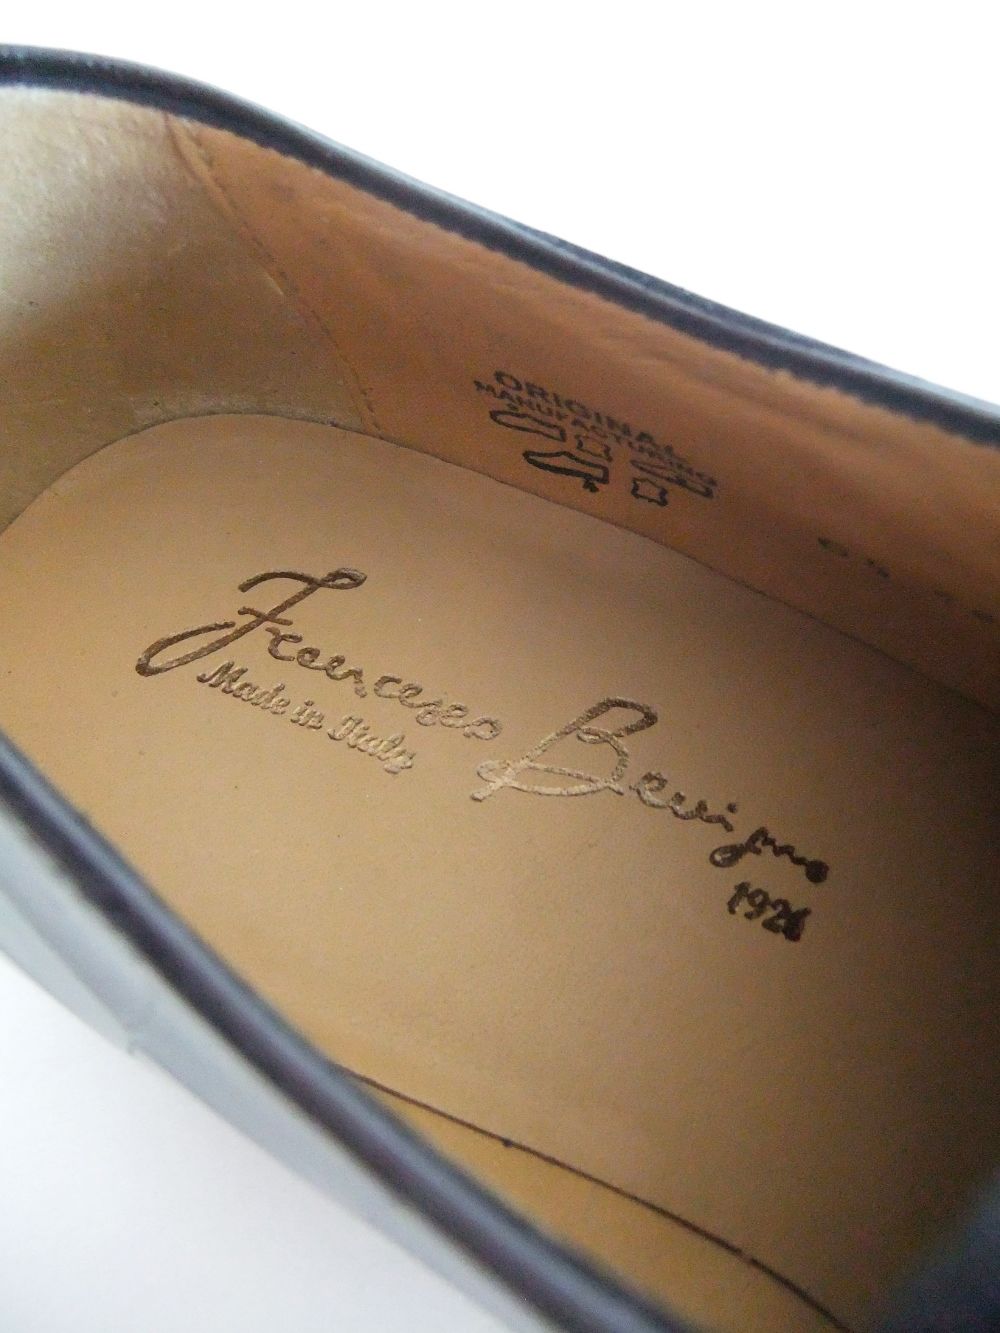 ORIGINAL
MANUFACTURING
Francesco Benigno
Made in Italy
1926